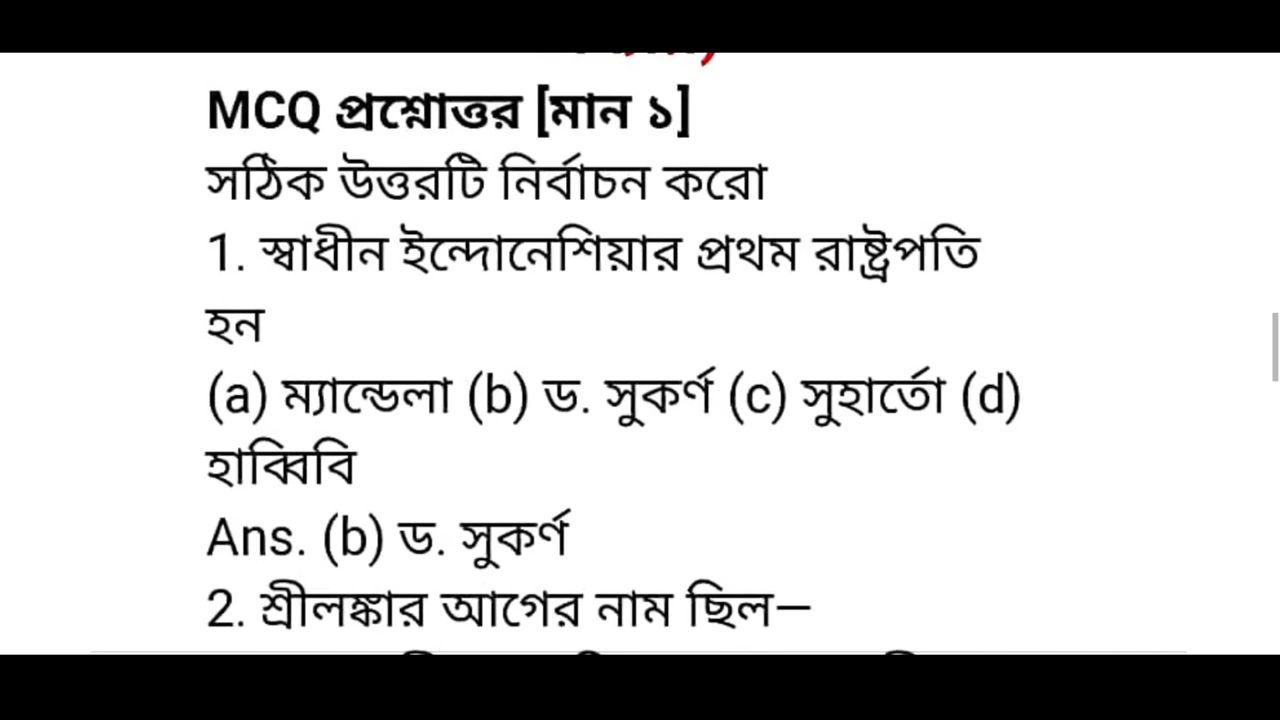 MCQ প্রশ্নোত্তর [মান ১]
সঠিক উত্তরটি নির্বাচন করো
1. স্বাধীন ইন্দোনেশিয়ার প্রথম রাষ্ট্রপতি
হন
(a) ম্যান্ডেলা (b) ড. সুকর্ণ (c) সুহার্তো (d)
হাব্বিবি
Ans. (b) ড. সুকর্ণ
2. শ্রীলঙ্কার আগের নাম ছিল—